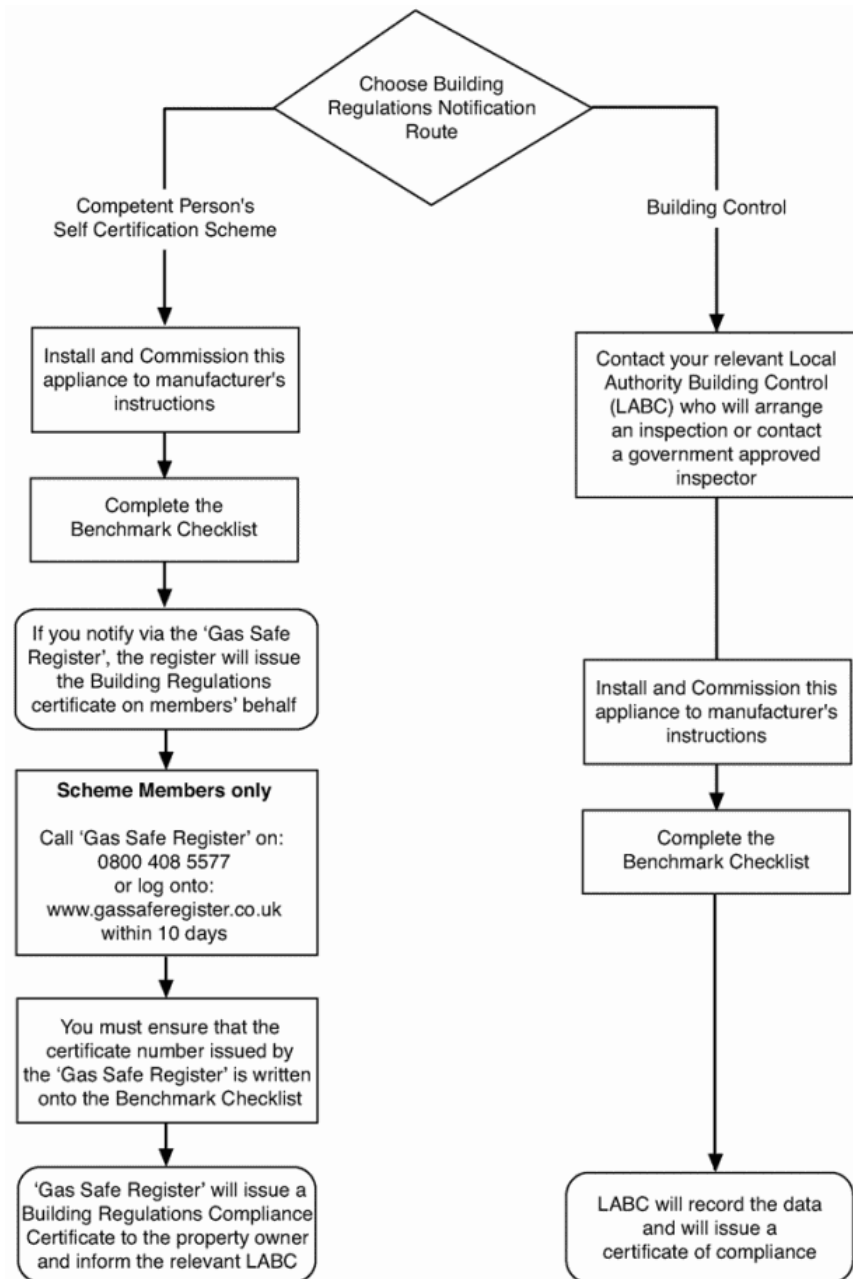 Choose Building
Regulations Notification
Route
Competent Person's
Self Certification Scheme
Building Control
Install and Commission this
appliance to manufacturer's
instructions
Complete the
Benchmark Checklist
If you notify via the ‘Gas Safe
Register’, the register will issue
the Building Regulations
certificate on members’ behalf
Scheme Members only
Call ‘Gas Safe Register’ on:
0800 408 5577
or log onto:
www.gassaferegister.co.uk
within 10 days
You must ensure that the
certificate number issued by
the ‘Gas Safe Register’ is written
onto the Benchmark Checklist
‘Gas Safe Register’ will issue a
Building Regulations Compliance
Certificate to the property owner
and inform the relevant LABC
Contact your relevant Local
Authority Building Control
(LABC) who will arrange
an inspection or contact
a government approved
inspector
Install and Commission this
appliance to manufacturer's
instructions
Complete the
Benchmark Checklist
LABC will record the data
and will issue a
certificate of compliance